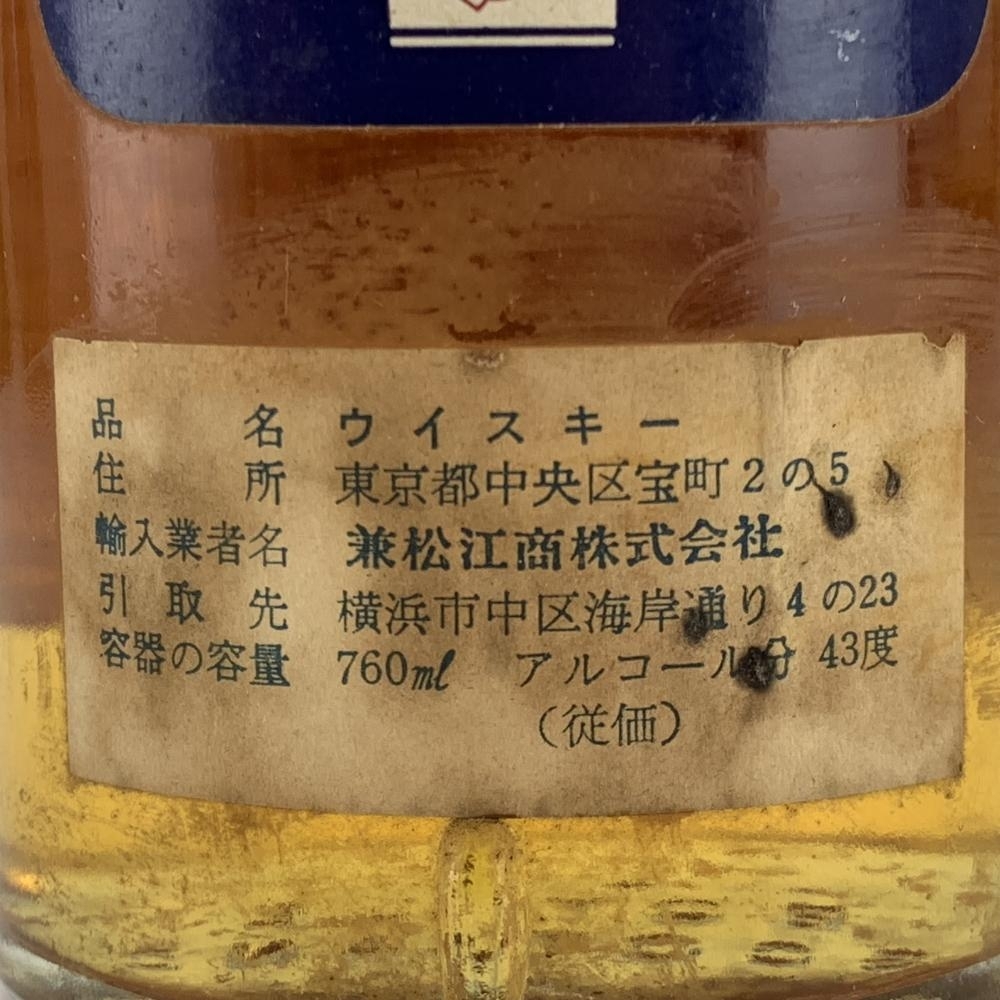 品名 ウイスキー
住所 東京都中央区宝町2の5
輸入業者名 兼松江商株式会社
引取先 横浜市中区海岸通り4の23
容器の容量 760ml アルコール分 43度
(従価)